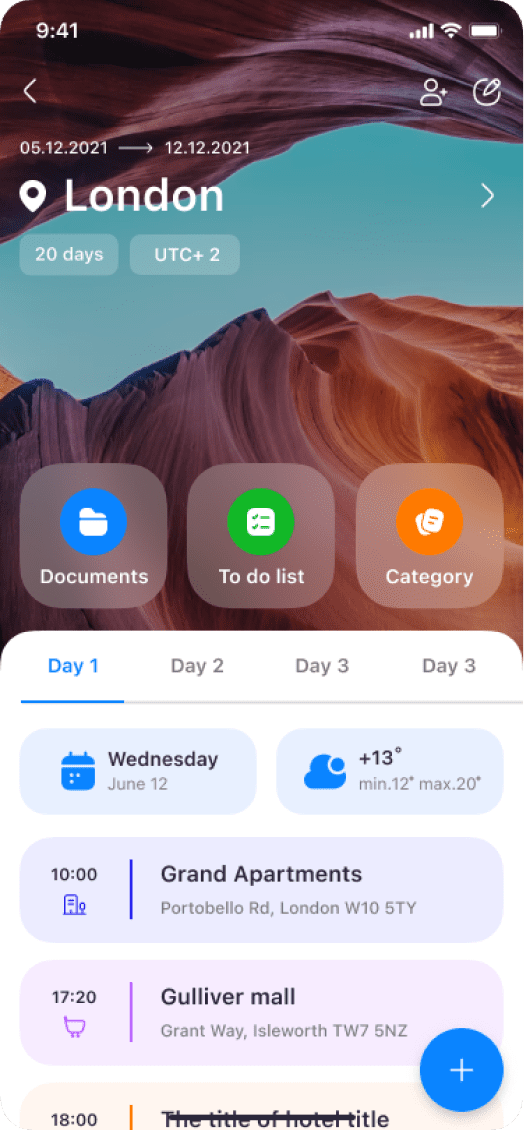 9:41
05.12.2021 12.12.2021
London
20 days UTC+ 2
Documents To do list Category
Day 1 Day 2 Day 3 Day 3
Wednesday
June 12
+13°
min.12° max.20°
10:00 Grand Apartments
Portobello Rd, London W10 5TY
17:20 Gulliver mall
Grant Way, Isleworth TW7 5NZ
+
18:00 The title of hotel title